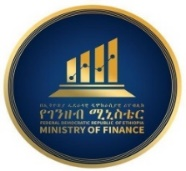 የገንዘብ ሚኒስቴር
FEDERAL DEMOCRATIC REPUBLIC OF ETHIOPIA
MINISTRY OF FINANCE